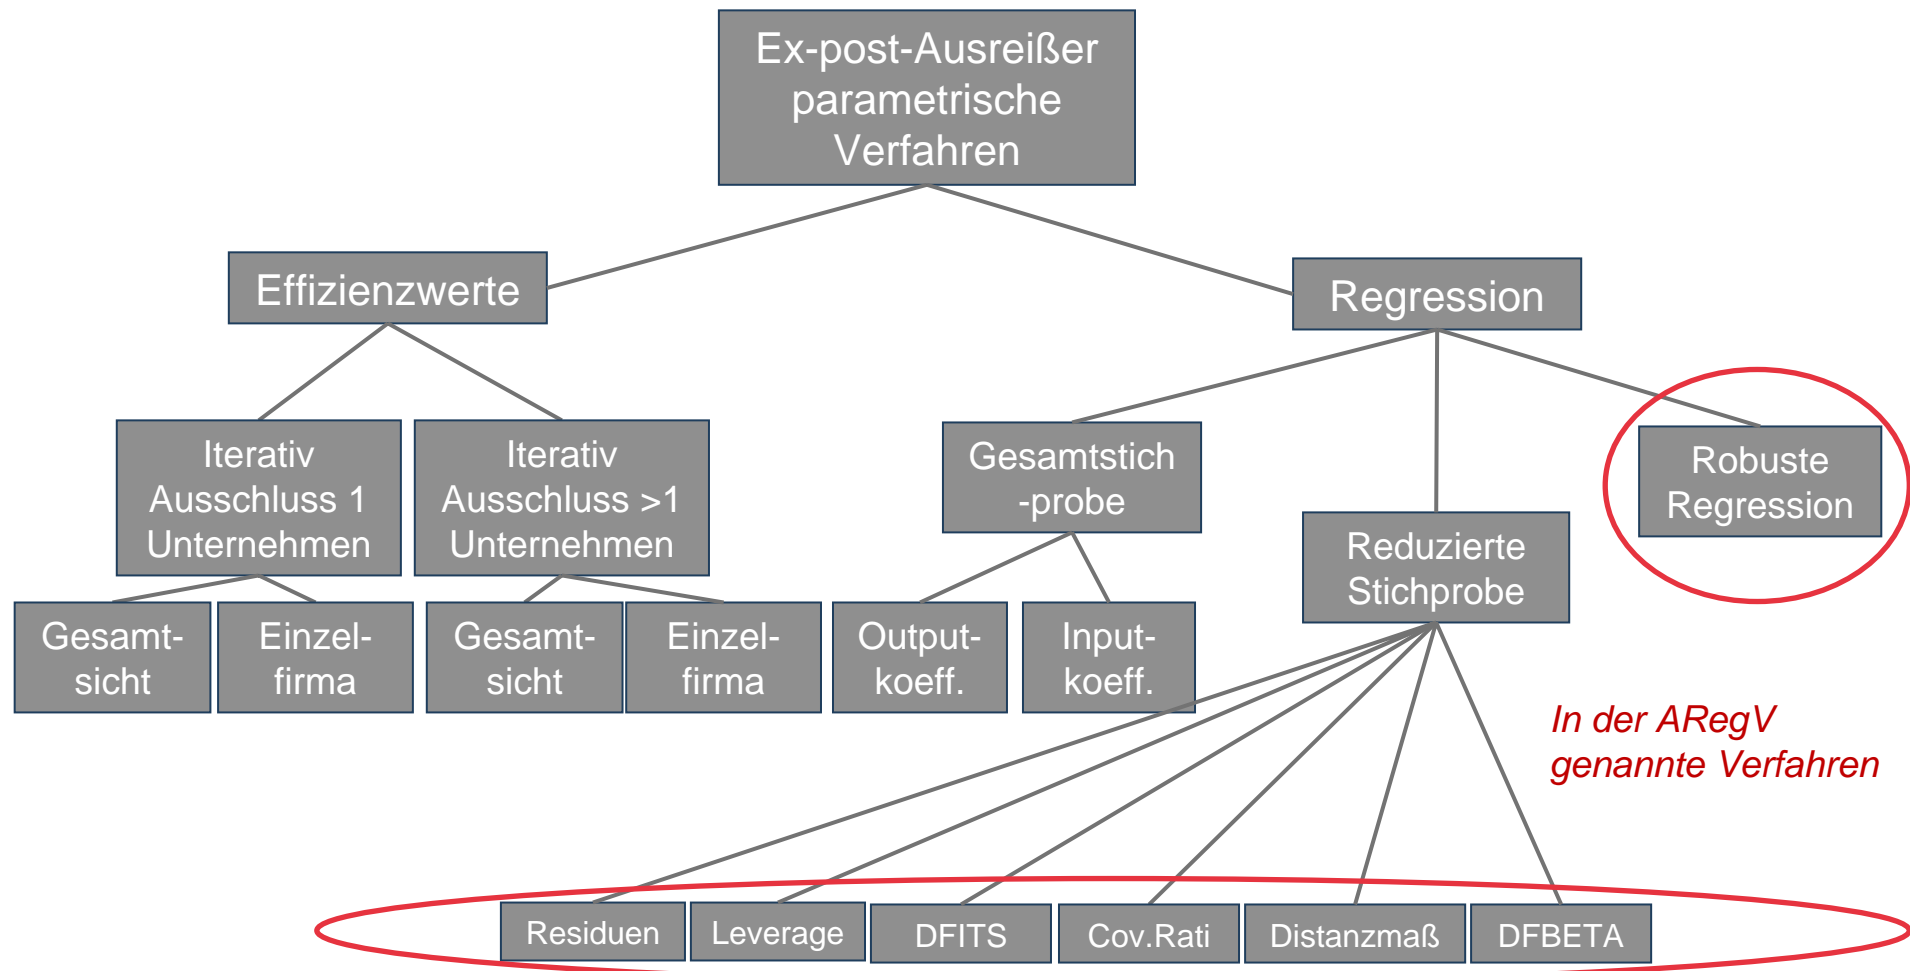 Ex-post-Ausreißer
parametrische
Verfahren
Effizienzwerte
Regression
Iterativ
Ausschluss 1
Unternehmen
Iterativ
Ausschluss >1
Unternehmen
Gesamtstich
-probe
Robuste
Regression
Reduzierte
Stichprobe
Gesamt-
sicht
Einzel-
firma
Gesamt-
sicht
Einzel-
firma
Output-
koeff.
Input-
koeff.
In der ARegV
genannte Verfahren
Residuen
Leverage
DFITS
Cov.Rati
Distanzmaß
DFBETA